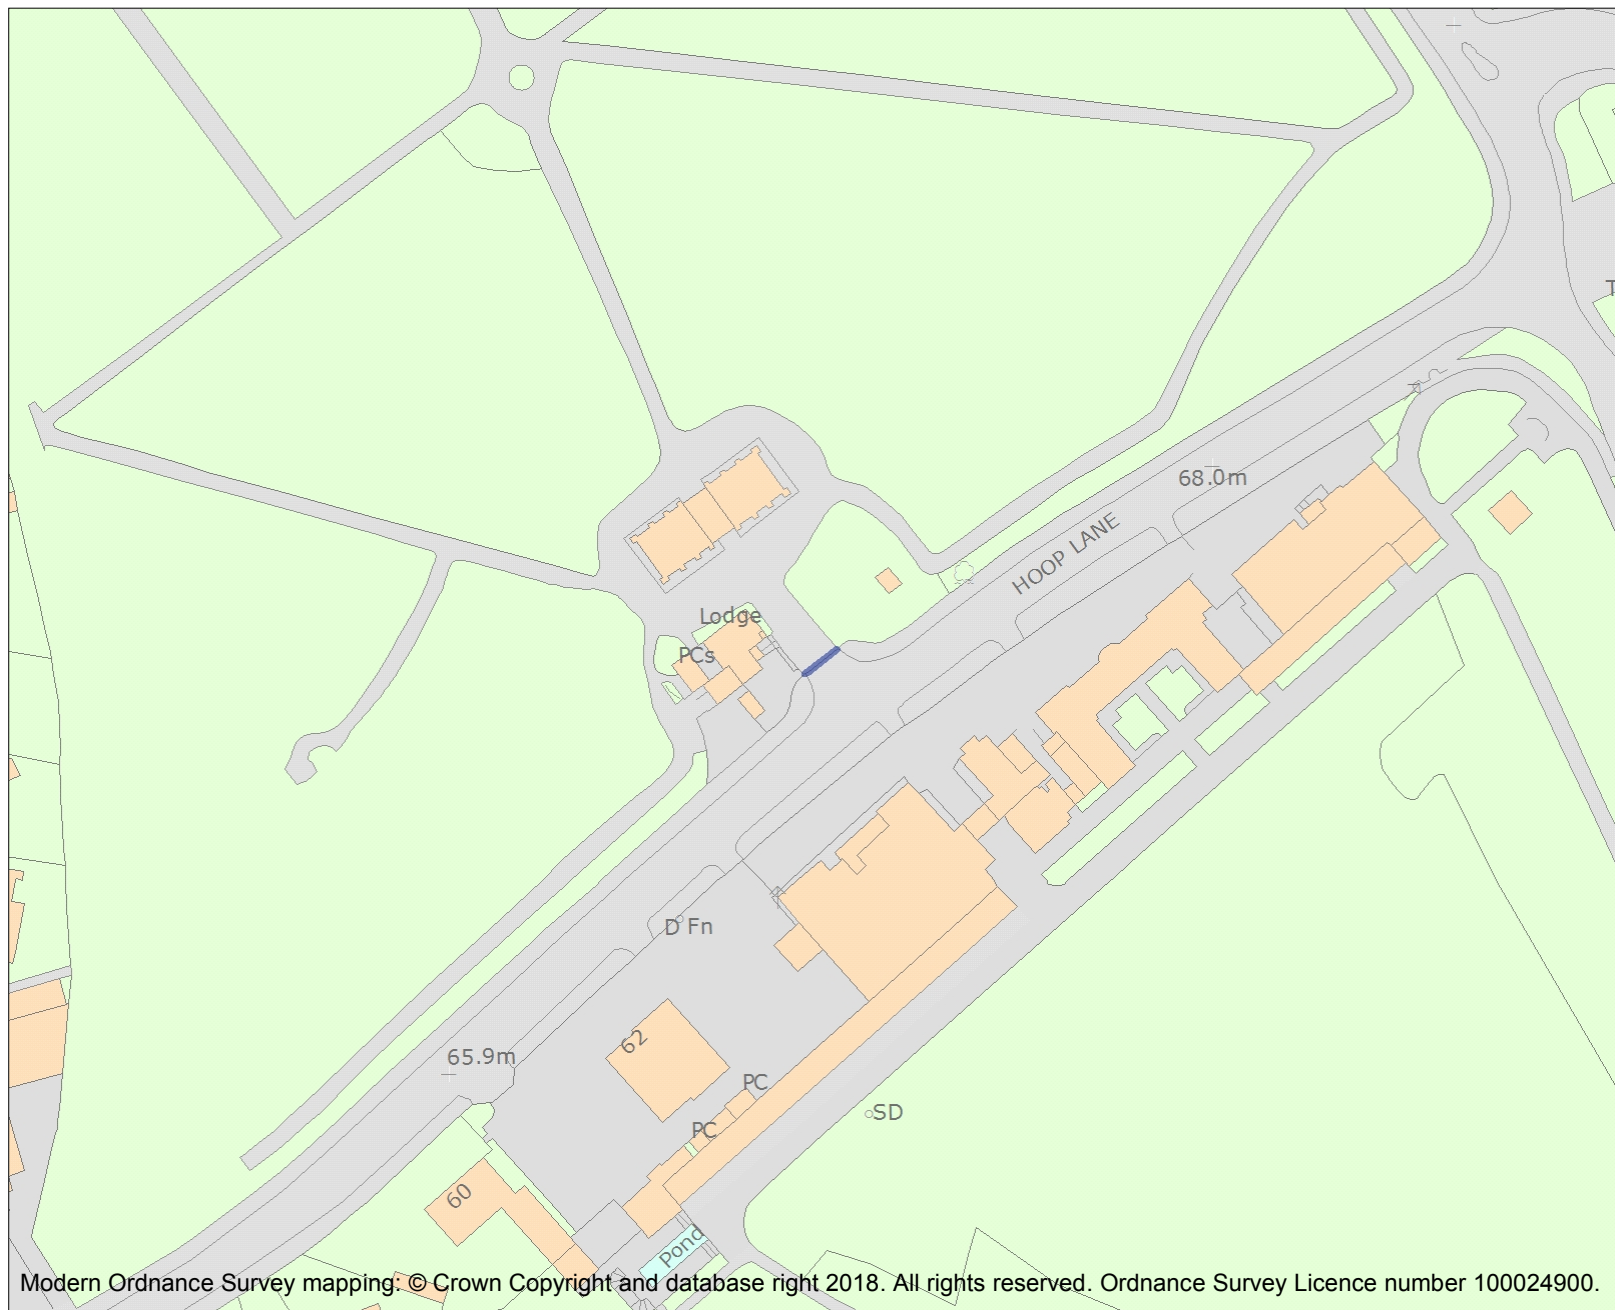 T
68.0m
HOOP LANE
Lodge
PCs
D Fn
62
65.9m
PC
SD
PC
60
Pond
Modern Ordnance Survey mapping: © Crown Copyright and database right 2018. All rights reserved. Ordnance Survey Licence number 100024900.